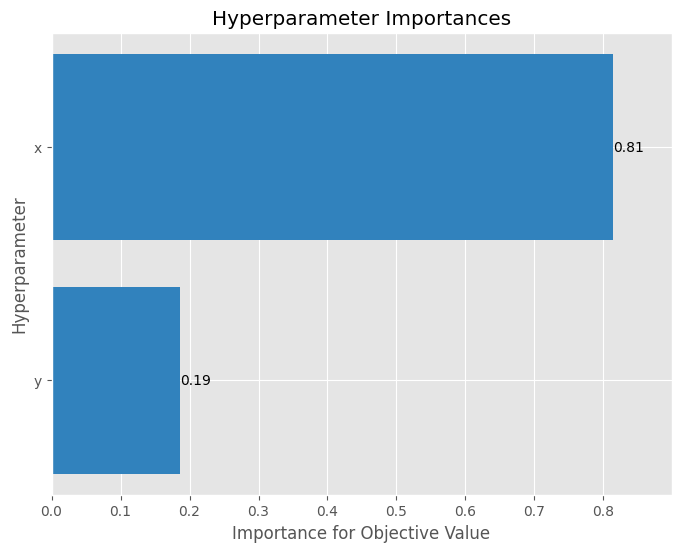 Hyperparameter Importances
Hyperparameter
x
0.81
y
0.19
0.0 0.1 0.2 0.3 0.4 0.5 0.6 0.7 0.8
Importance for Objective Value